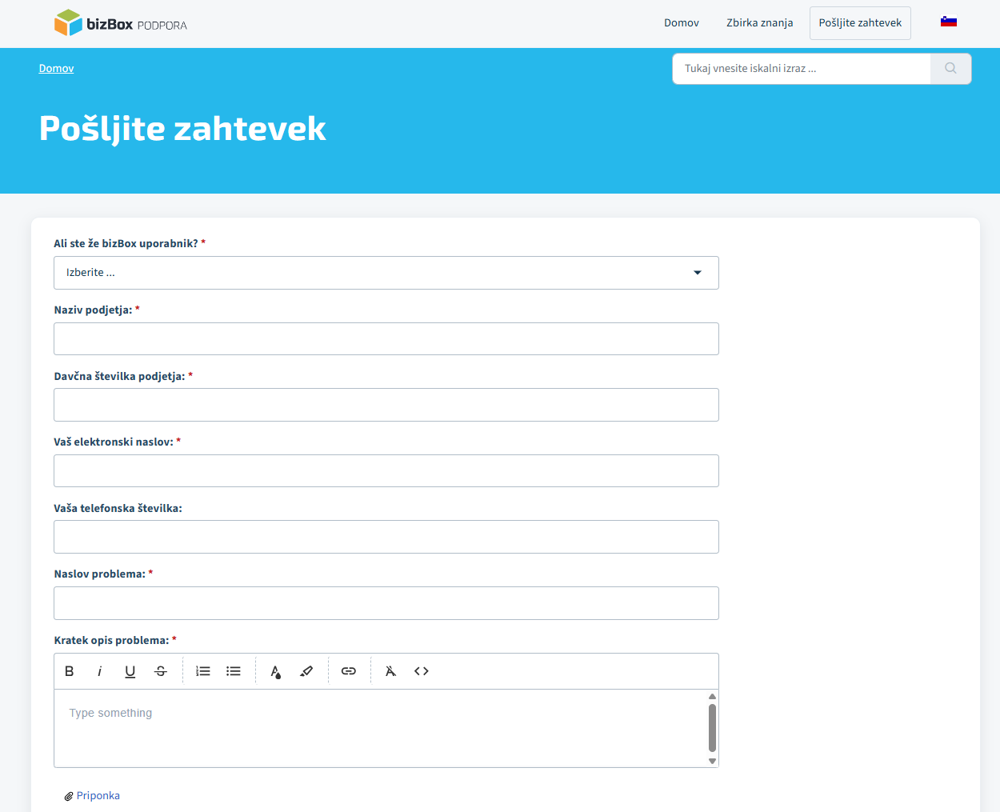 bizBox PODPORA
Domov
Zbirka znanja
Pošljite zahtevek
Domov
Tukaj vnesite iskalni izraz ...
Pošljite zahtevek
Ali ste že bizBox uporabnik? *
Izberite ...
Naziv podjetja: *
Davčna številka podjetja: *
Vaš elektronski naslov: *
Vaša telefonska številka:
Naslov problema: *
Kratek opis problema: *
Type something
Priponka